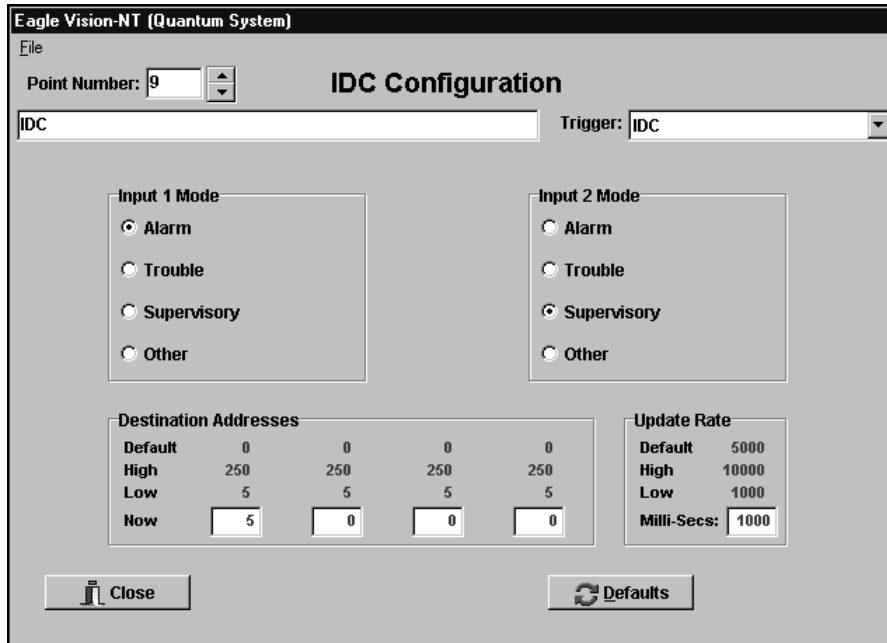 Eagle Vision-NT (Quantum System)
File
Point Number: 9
IDC Configuration
IDC
Trigger: IDC
Input 1 Mode
Alarm
Trouble
Supervisory
Other
Input 2 Mode
Alarm
Trouble
Supervisory
Other
Destination Addresses
Default 0 0 0 0
High 250 250 250 250
Low 5 5 5 5
Now 5 0 0 0
Update Rate
Default 5000
High 10000
Low 1000
Milli-Secs: 1000
Close
Defaults